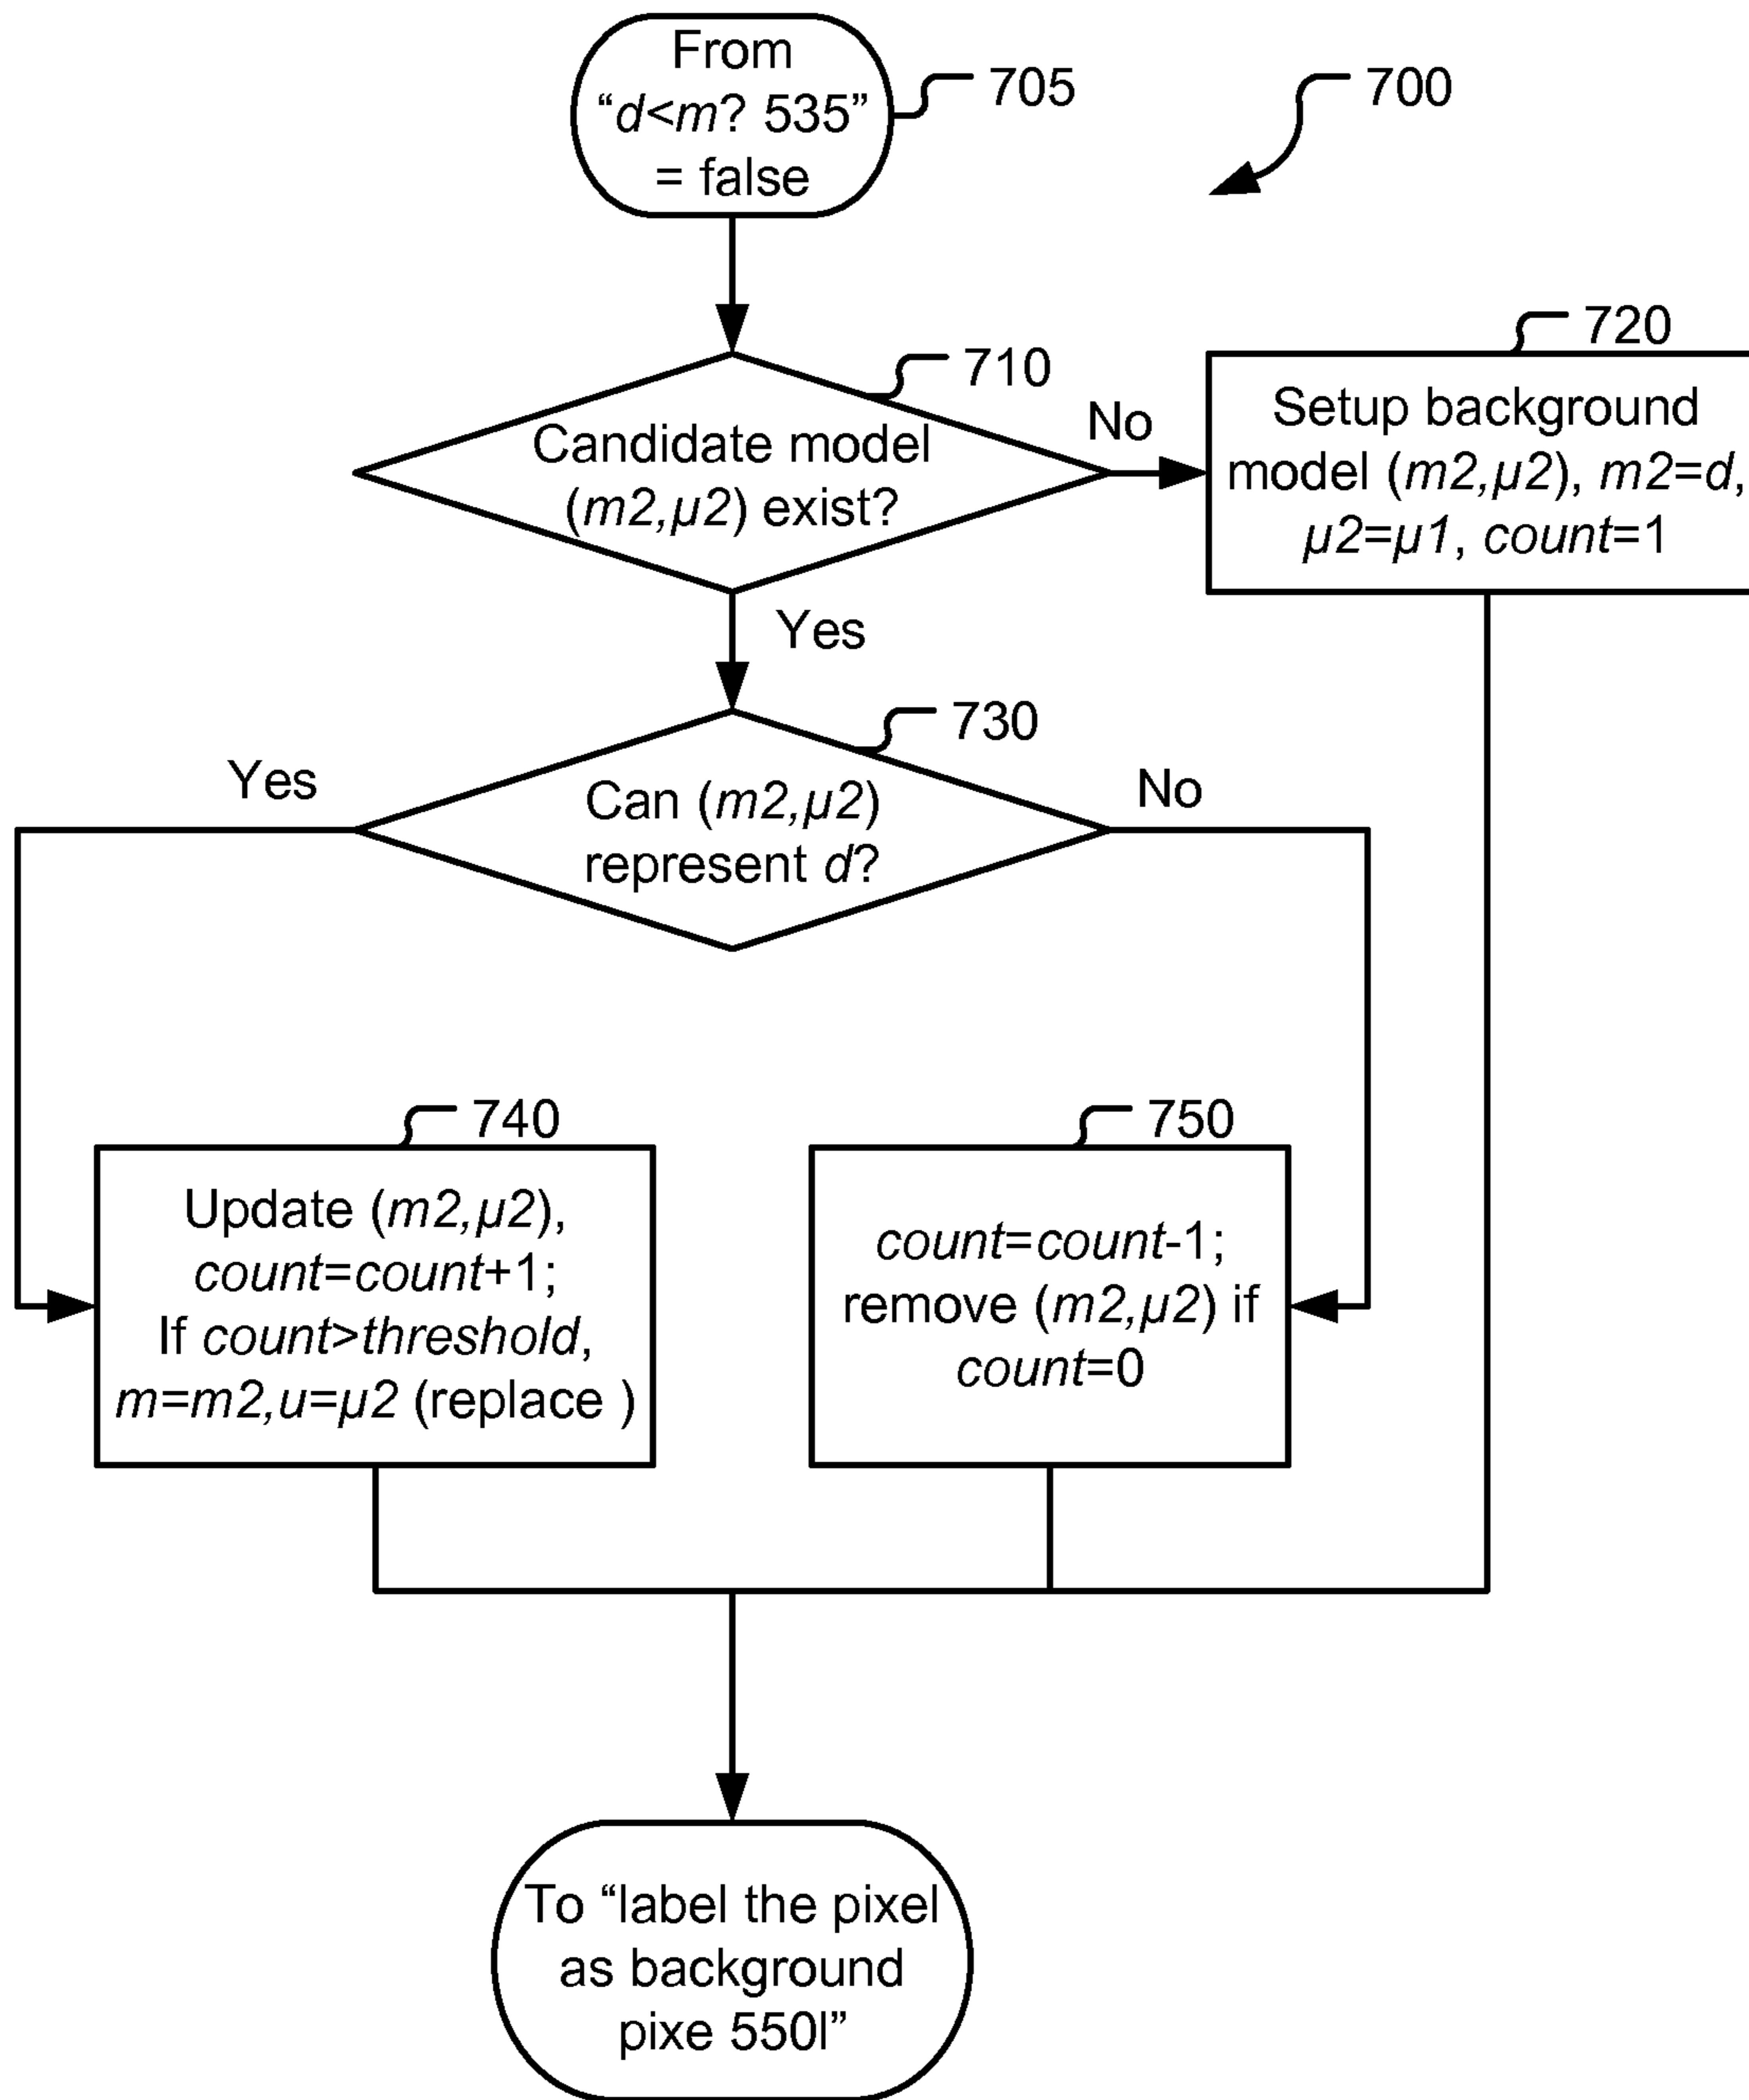 From
“d<m? 535”
= false
705
700
710
Candidate model
(m2,μ2) exist?
No
720
Setup background
model (m2,μ2), m2=d,
μ2=μ1, count=1
Yes
730
Can (m2,μ2)
represent d?
Yes
No
740
Update (m2,μ2),
count=count+1;
If count>threshold,
m=m2,u=μ2 (replace )
750
count=count-1;
remove (m2,μ2) if
count=0
To “label the pixel
as background
pixe 550l”